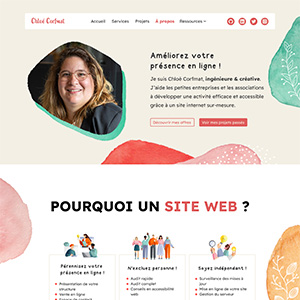 Chloé Corfmat
Accueil Services Projets À propos Ressources
Améliorez votre
présence en ligne !
Je suis Chloé Corfmat, ingénieure & créative.
J'aide les petites entreprises et les associations
à développer une activité efficace et accessible
grâce à un site internet sur-mesure.
Découvrir mes offres
Voir mes projets passés
POURQUOI UN SITE WEB ?
Pérennisez votre
présence en ligne !
Présentation de votre
structure
Vente en ligne
N'excluez personne !
Audit rapide
Audit complet
Conseils en accessibilité
web
Soyez indépendant !
Surveillance des mises à
jour
Mise en ligne du site
Gestion du serveur